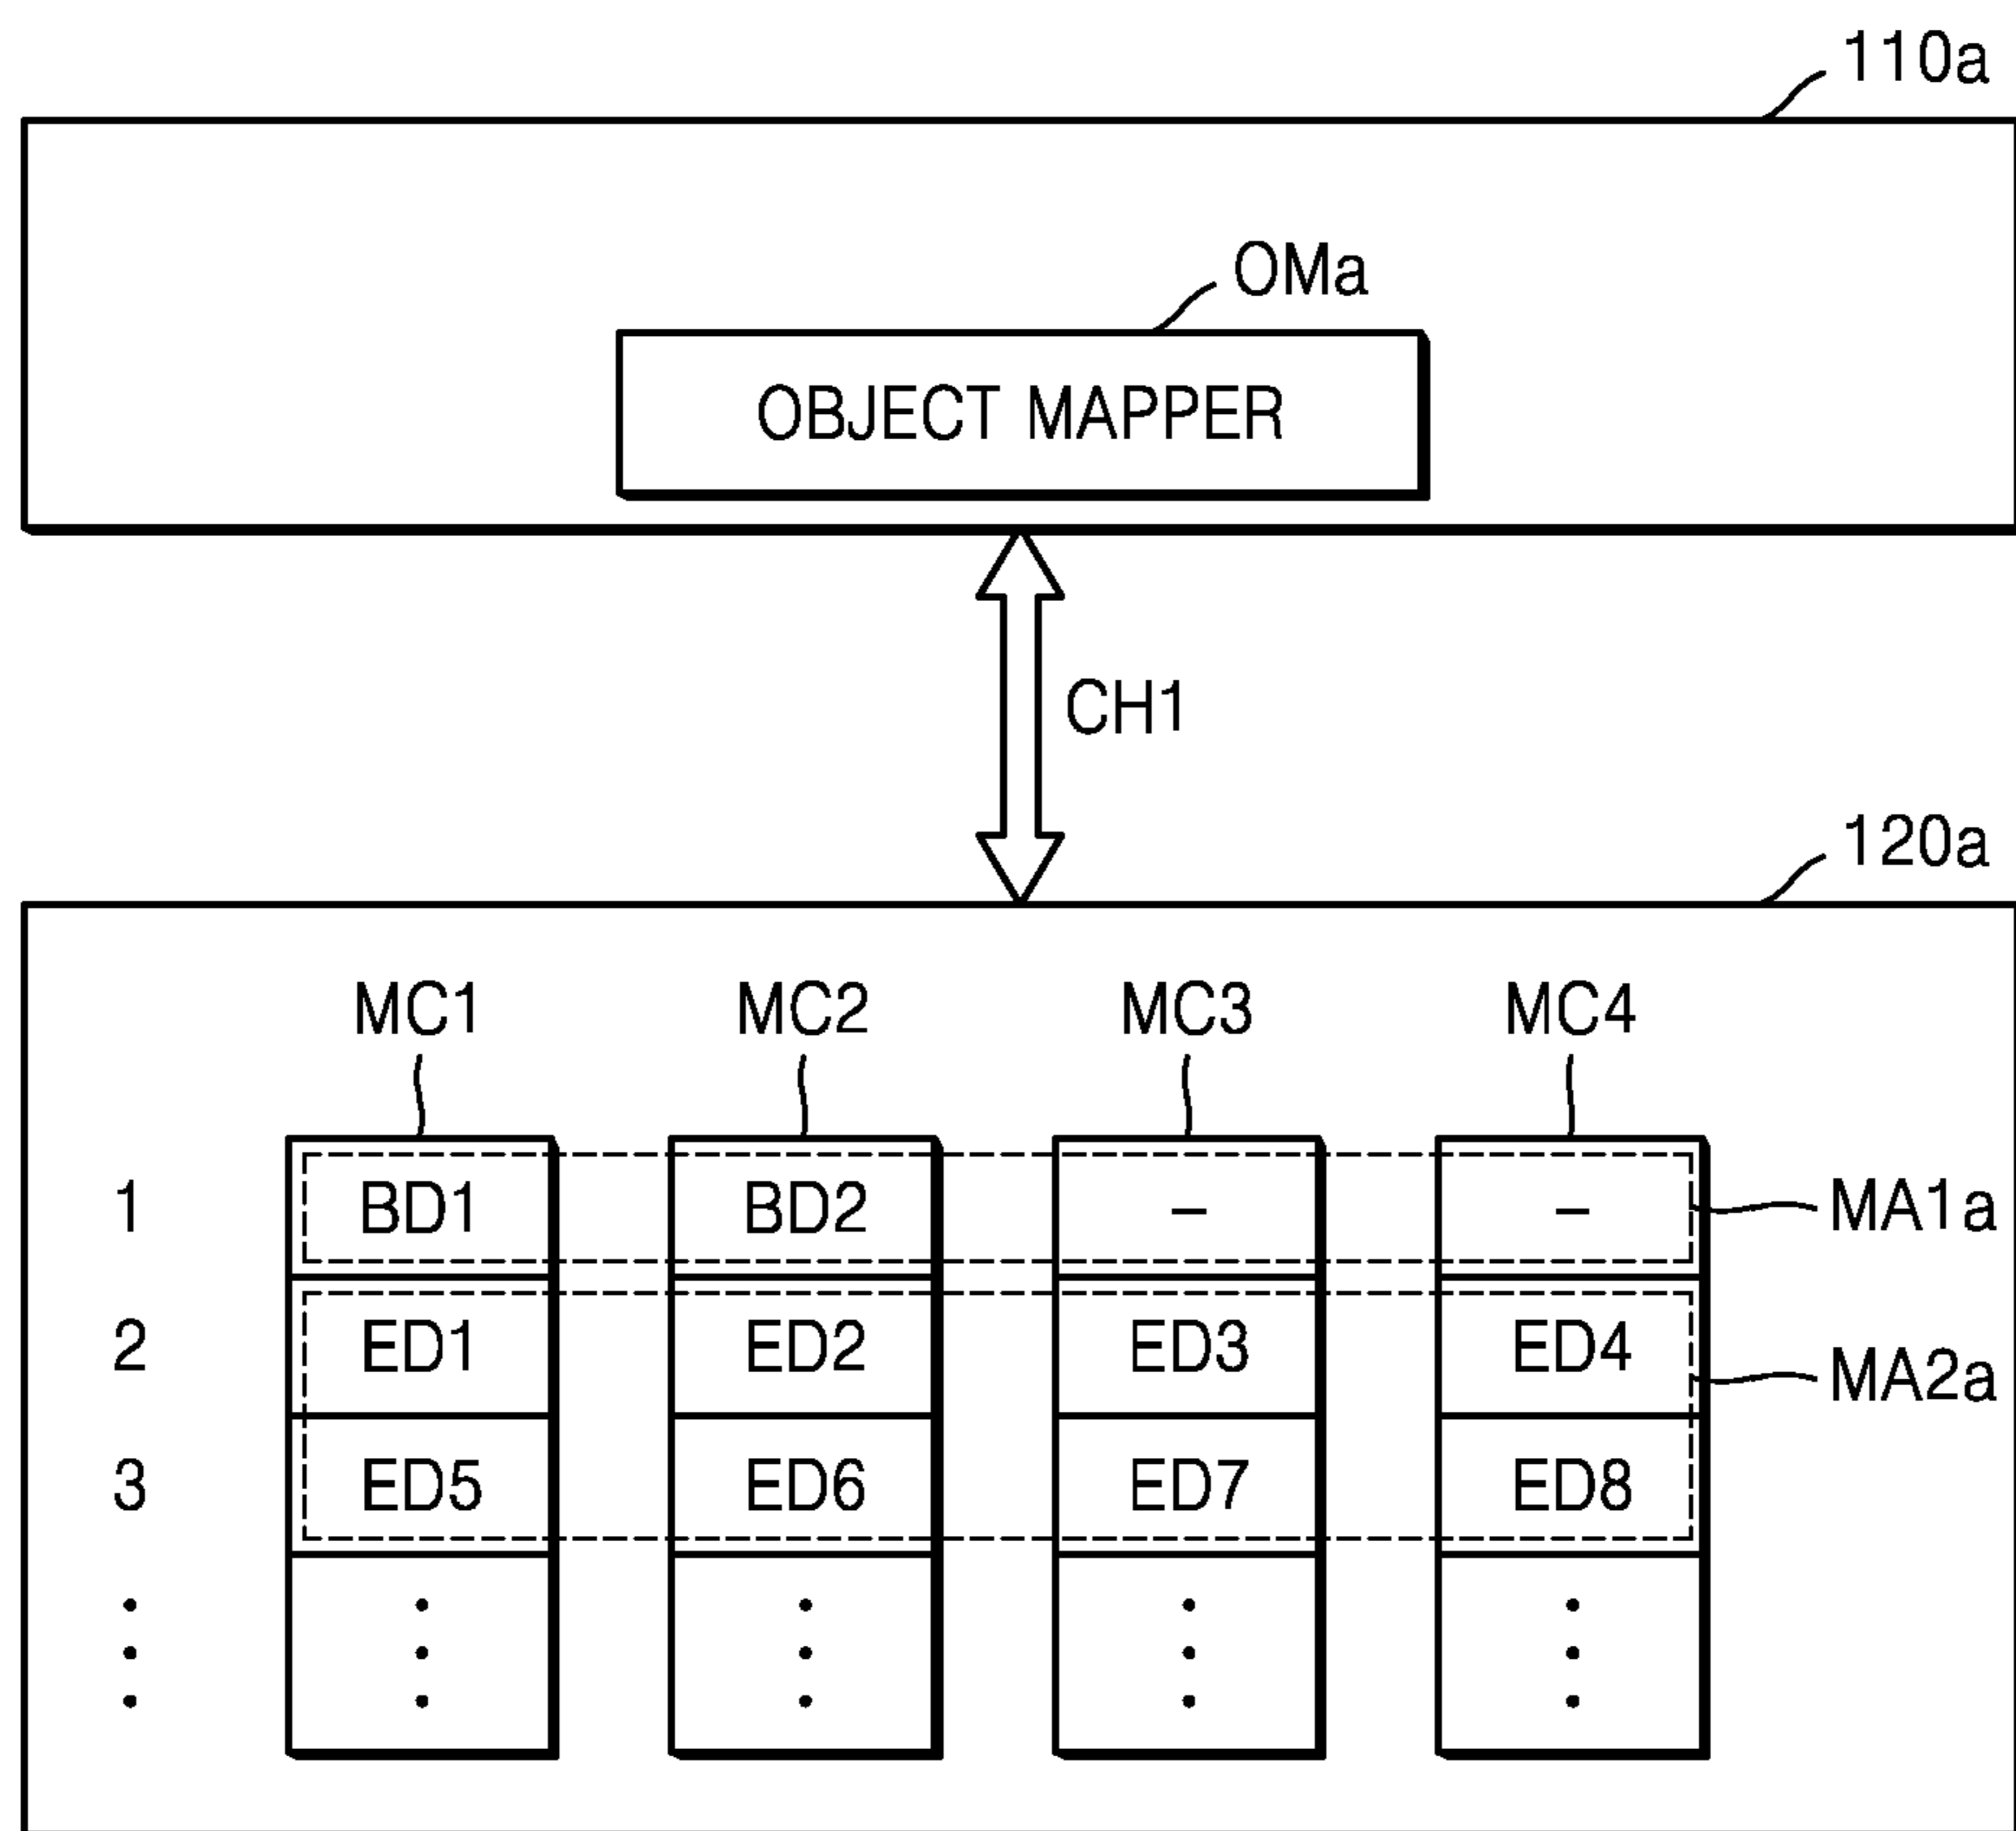 110a
OMa
OBJECT MAPPER
CH1
120a
MC1 MC2 MC3 MC4
1 BD1 BD2 – – MA1a
2 ED1 ED2 ED3 ED4 MA2a
3 ED5 ED6 ED7 ED8